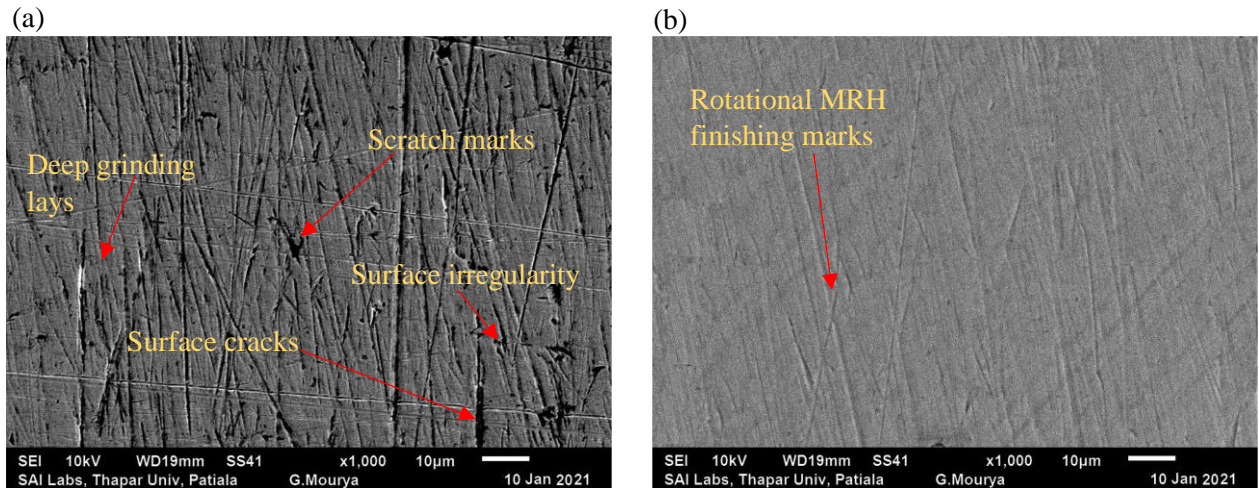 (a)
Scratch marks
Deep grinding
lays
Surface irregularity
Surface cracks
SEI 10kV WD19mm SS41 x1,000 10µm
SAI Labs, Thapar Univ, Patiala G.Mourya 10 Jan 2021
(b)
Rotational MRH
finishing marks
SEI 10kV WD19mm SS41 x1,000 10µm
SAI Labs, Thapar Univ, Patiala G.Mourya 10 Jan 2021